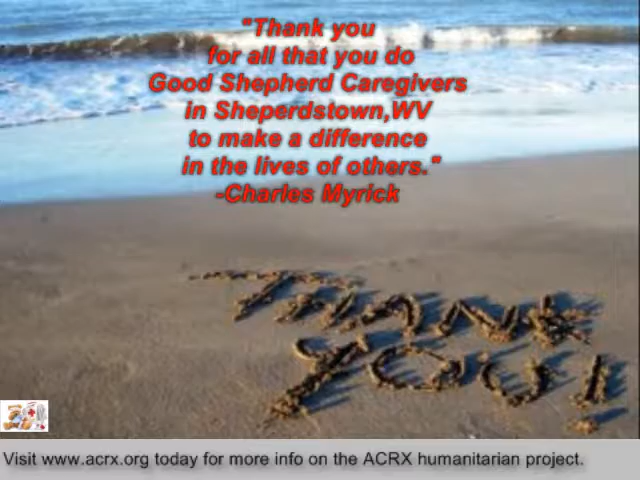 "Thank you
for all that you do
Good Shepherd Caregivers
in Sheperdstown,WV
to make a difference
in the lives of others."
-Charles Myrick
THANK
YOU!
Visit www.acrx.org today for more info on the ACRX humanitarian project.